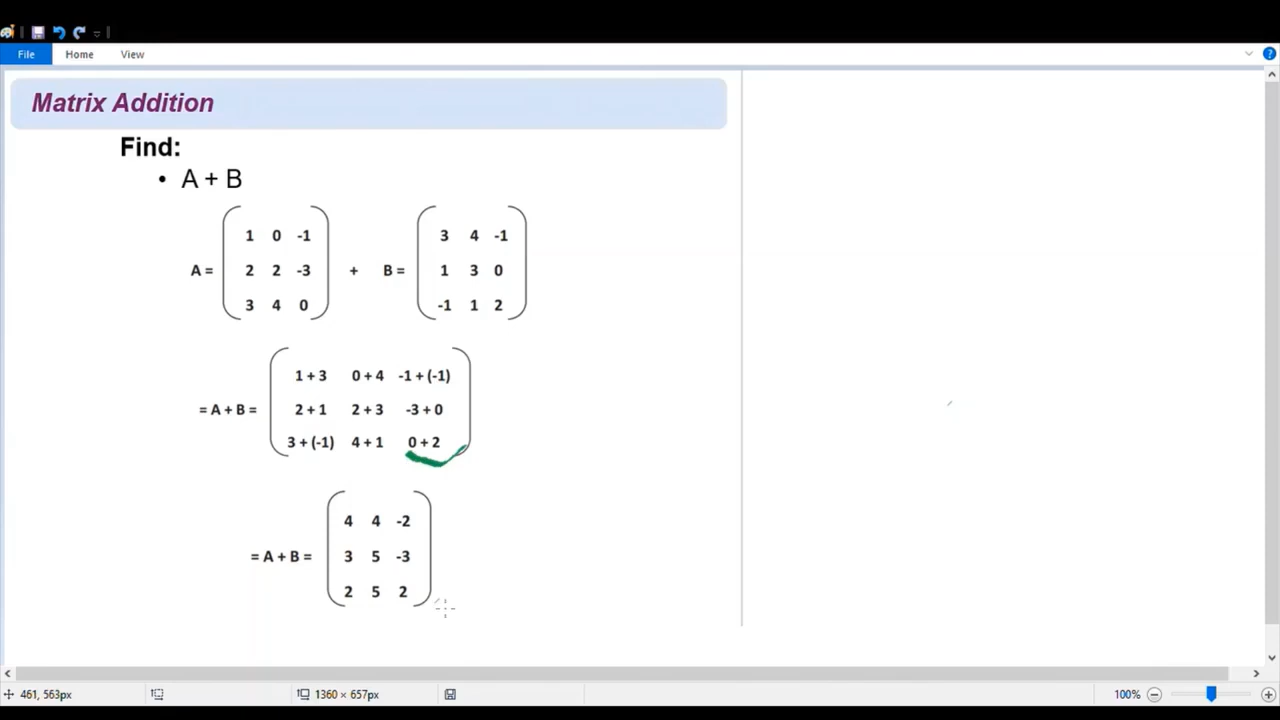 File Home View
Matrix Addition
Find:
• A + B
1 0 -1 3 4 -1
A = 2 2 -3 + B = 1 3 0
3 4 0 -1 1 2
1 + 3 0 + 4 -1 + (-1)
= A + B = 2 + 1 2 + 3 -3 + 0
3 + (-1) 4 + 1 0 + 2
4 4 -2
= A + B = 3 5 -3
2 5 2
461, 563px 1360 × 657px 100%